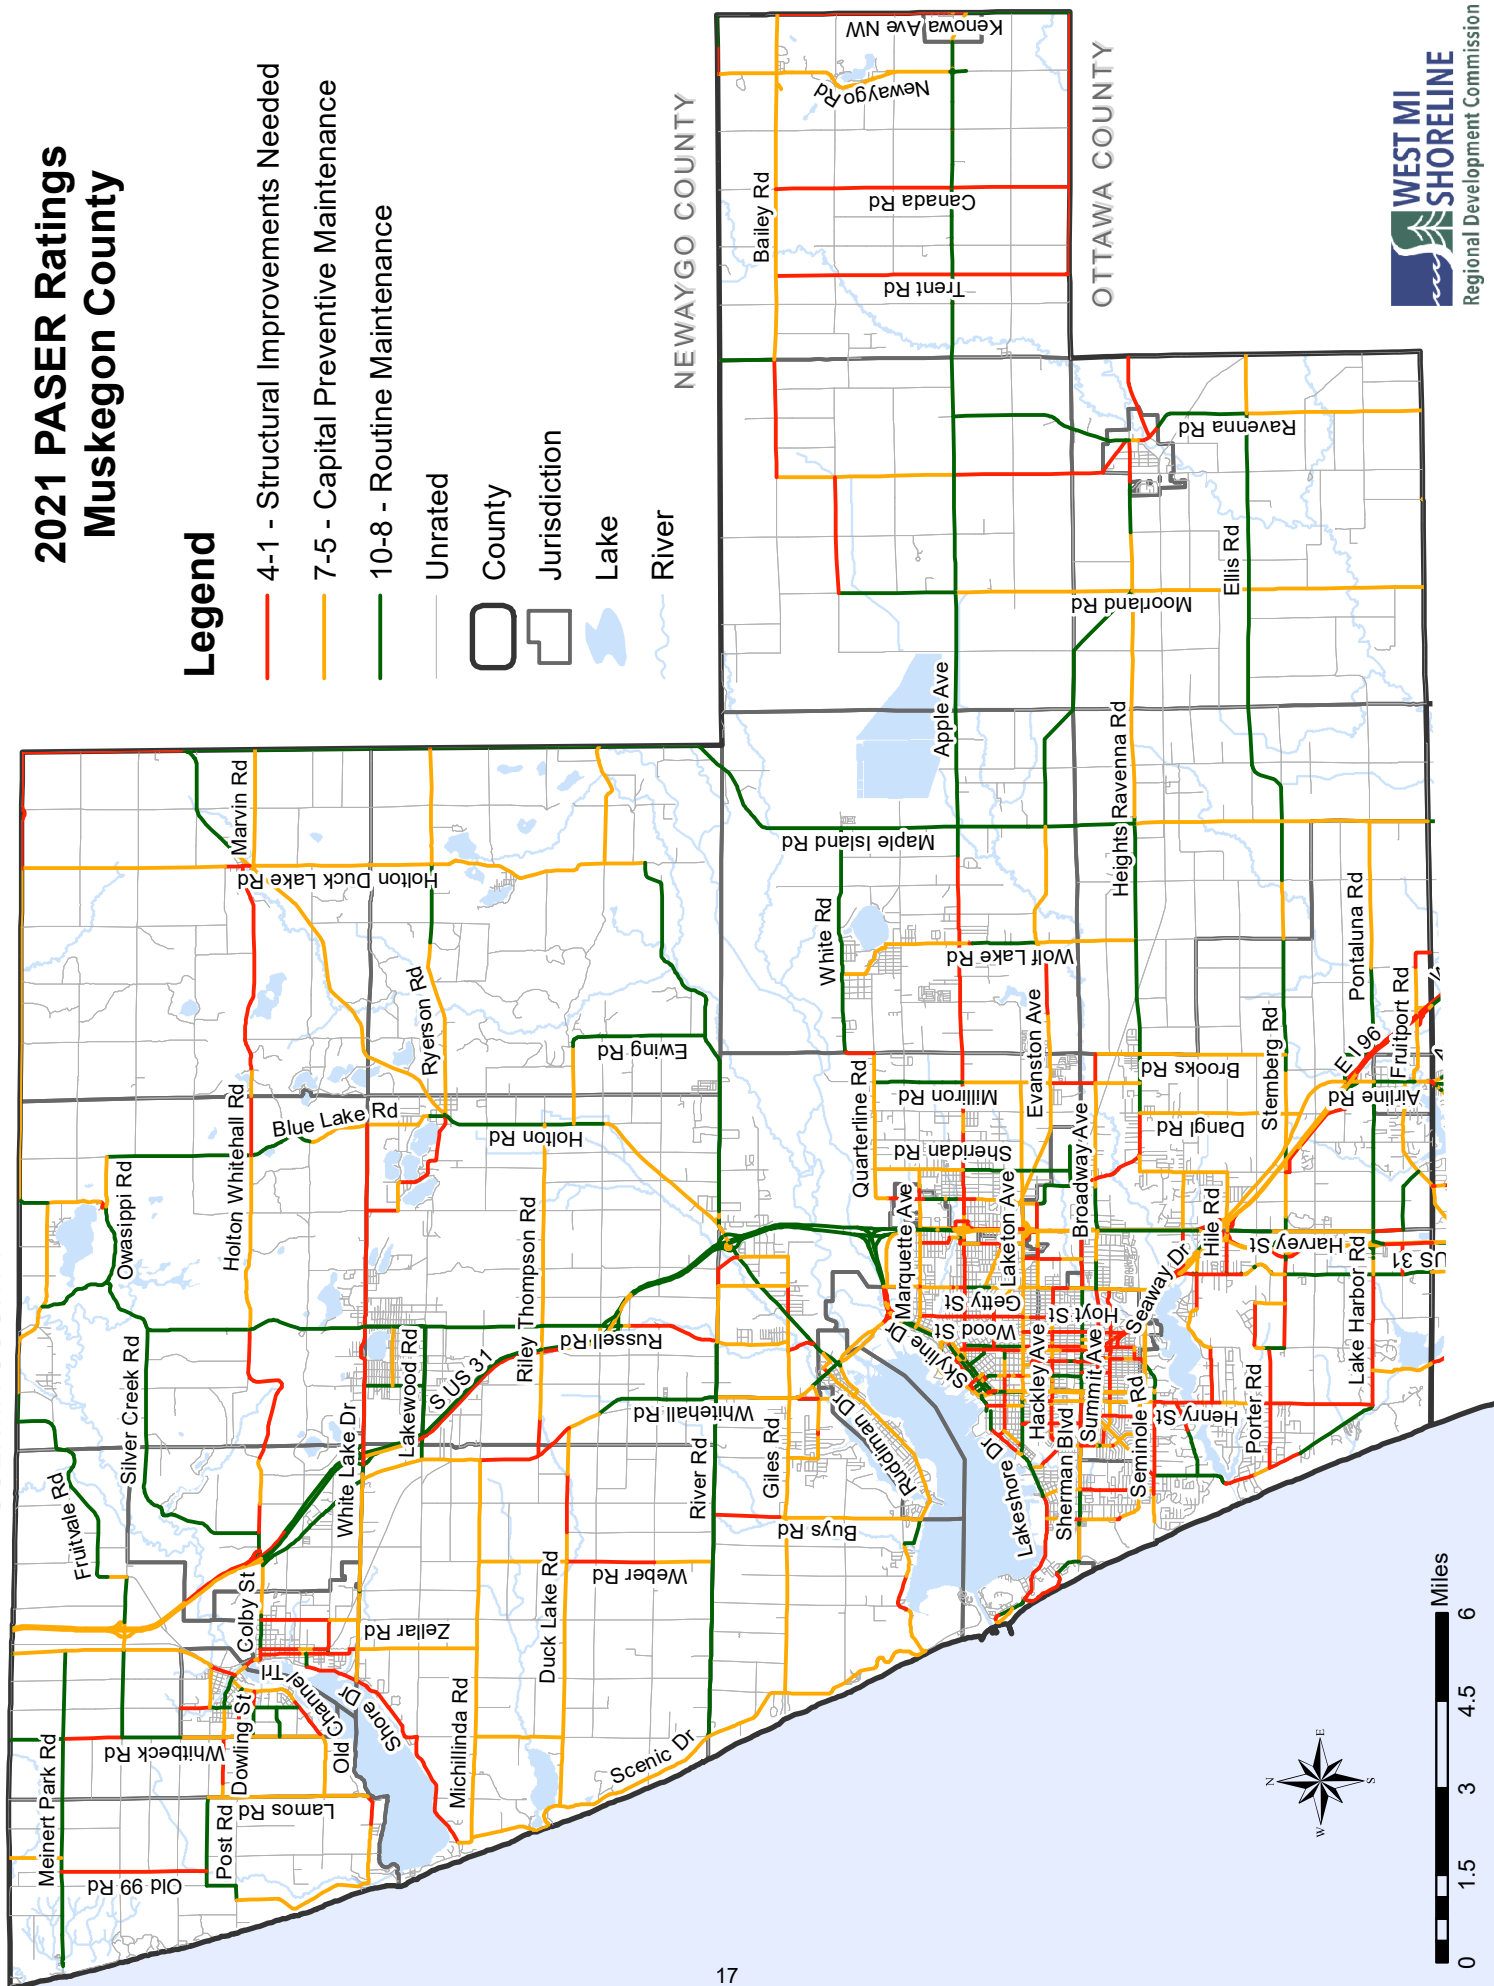 2021 PASER Ratings
Muskegon County
Legend
4-1 - Structural Improvements Needed
7-5 - Capital Preventive Maintenance
10-8 - Routine Maintenance
Unrated
County
Jurisdiction
Lake
River
NEWAYGO COUNTY
OTTAWA COUNTY
WEST MI
SHORELINE
Regional Development Commission
Kenowa Ave NW
Newaygo Rd
Bailey Rd
Canada Rd
Trent Rd
Ravenna Rd
Ellis Rd
Moorland Rd
Apple Ave
Heights Ravenna Rd
Maple Island Rd
White Rd
Wolf Lake Rd
Marvin Rd
Holton Duck Lake Rd
Ryerson Rd
Holton Whitehall Rd
Blue Lake Rd
Ewing Rd
Holton Rd
Owasippi Rd
Silver Creek Rd
Fruitvale Rd
Riley Thompson Rd
Russell Rd
Lakewood Rd
S US 31
White Lake Dr
Whitehall Rd
River Rd
Giles Rd
Ruddiman Dr
Buys Rd
Weber Rd
Duck Lake Rd
Zellar Rd
Colby St
Michillinda Rd
Scenic Dr
Shore Dr
Old Channel Trl
Dowling St
Whitbeck Rd
Lamos Rd
Post Rd
Old 99 Rd
Meinert Park Rd
Quarterline Rd
Milliron Rd
Evanston Ave
Sheridan Rd
Marquette Ave
Laketon Ave
Broadway Ave
Getty St
Wood St
Hoyt St
Skyline Dr
Hackley Ave
Summit Ave
Seaway Dr
Sherman Blvd
Lakeshore Dr
Seminole Rd
Henry St
Porter Rd
Lake Harbor Rd
Harvey St
US 31
Hile Rd
Dangl Rd
Brooks Rd
Sternberg Rd
Airline Rd
E I 96
Fruitport Rd
Pontaluna Rd
N
E
S
W
0 1.5 3 4.5 6
Miles
17